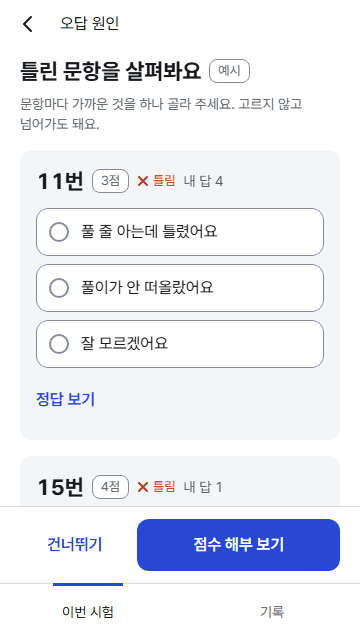 오답 원인
틀린 문항을 살펴봐요 예시
문항마다 가까운 것을 하나 골라 주세요. 고르지 않고
넘어가도 돼요.
11번 3점 틀림 내 답 4
풀 줄 아는데 틀렸어요
풀이가 안 떠올랐어요
잘 모르겠어요
정답 보기
15번 4점 틀림 내 답 1
건너뛰기 점수 해부 보기
이번 시험 기록